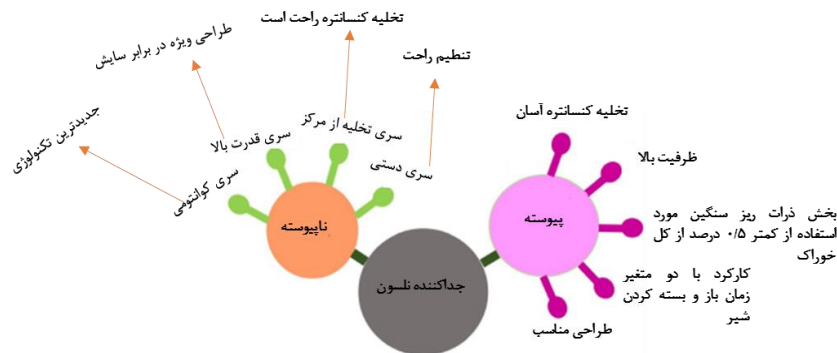 تخلیه کنسانتره راحت است
طراحی ویژه در برابر سایش
تنظیم راحت
جدیدترین تکنولوژی
سری تخلیه از مرکز
سری قدرت بالا
سری دستی
سری کوانتومی
ناپیوسته
جداکننده نلسون
پیوسته
تخلیه کنسانتره آسان
ظرفیت بالا
بخش ذرات ریز سنگین مورد
استفاده از کمتر ۰/۵ درصد از کل
خوراک
کارکرد با دو متغیر
زمان باز و بسته کردن
شیر
طراحی مناسب